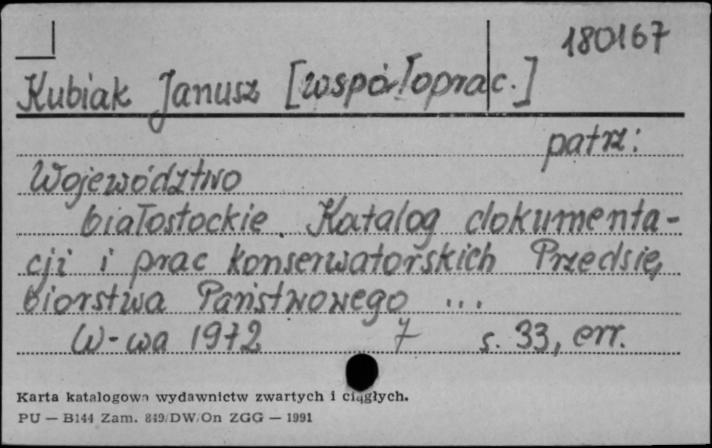 180167
Kubiak Janusz [współoprac.]
patrz:
Województwo
białostockie. Katalog dokumenta-
cji i prac konserwatorskich Przedsię
biorstwa Państwowego ...
W-wa 1972 7 s. 33, err.
Karta katalogowa wydawnictw zwartych i ciągłych.
PU — B144 Zam. 849/DW/On ZGG — 1991